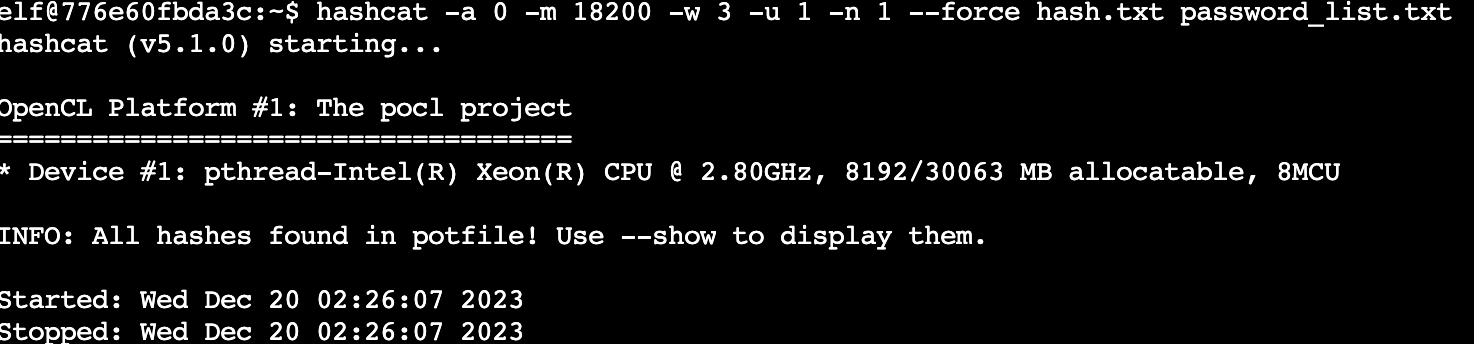 elf@776e60fbda3c:~$ hashcat -a 0 -m 18200 -w 3 -u 1 -n 1 --force hash.txt password_list.txt
hashcat (v5.1.0) starting...
OpenCL Platform #1: The pocl project
====================================
* Device #1: pthread-Intel(R) Xeon(R) CPU @ 2.80GHz, 8192/30063 MB allocatable, 8MCU
INFO: All hashes found in potfile! Use --show to display them.
Started: Wed Dec 20 02:26:07 2023
Stopped: Wed Dec 20 02:26:07 2023